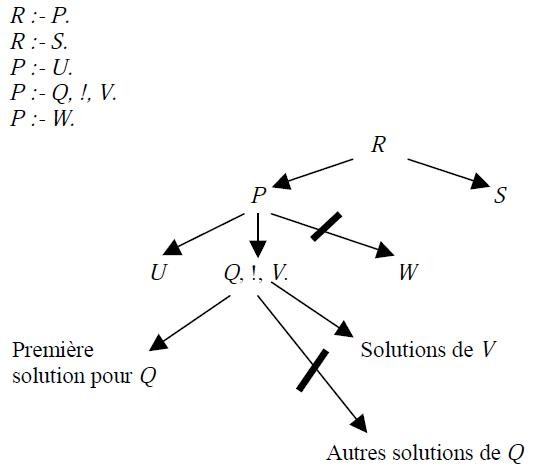 R :- P.
R :- S.
P :- U.
P :- Q, !, V.
P :- W.
R
P
S
U
Q, !, V.
W
Première
solution pour Q
Solutions de V
Autres solutions de Q